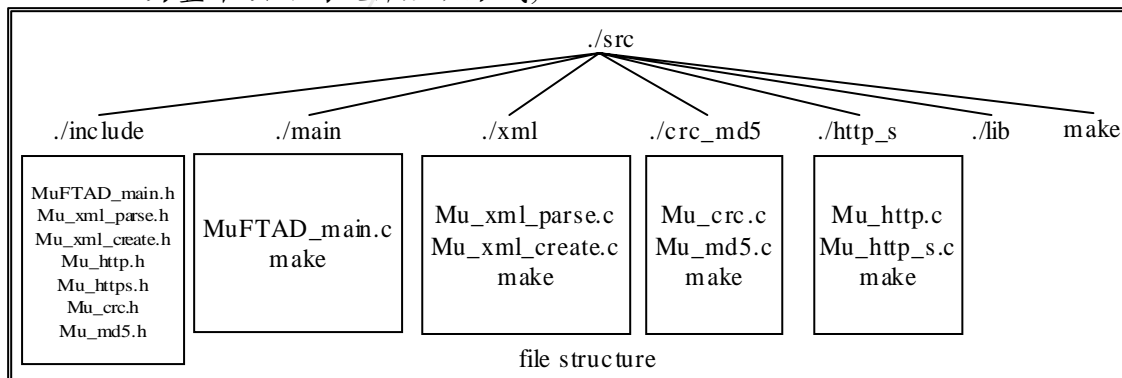 ./src
./include ./main ./xml ./crc_md5 ./http_s ./lib make
MuFTAD_main.h
Mu_xml_parse.h
Mu_xml_create.h
Mu_http.h
Mu_https.h
Mu_crc.h
Mu_md5.h
MuFTAD_main.c
make
Mu_xml_parse.c
Mu_xml_create.c
make
Mu_crc.c
Mu_md5.c
make
Mu_http.c
Mu_http_s.c
make
file structure